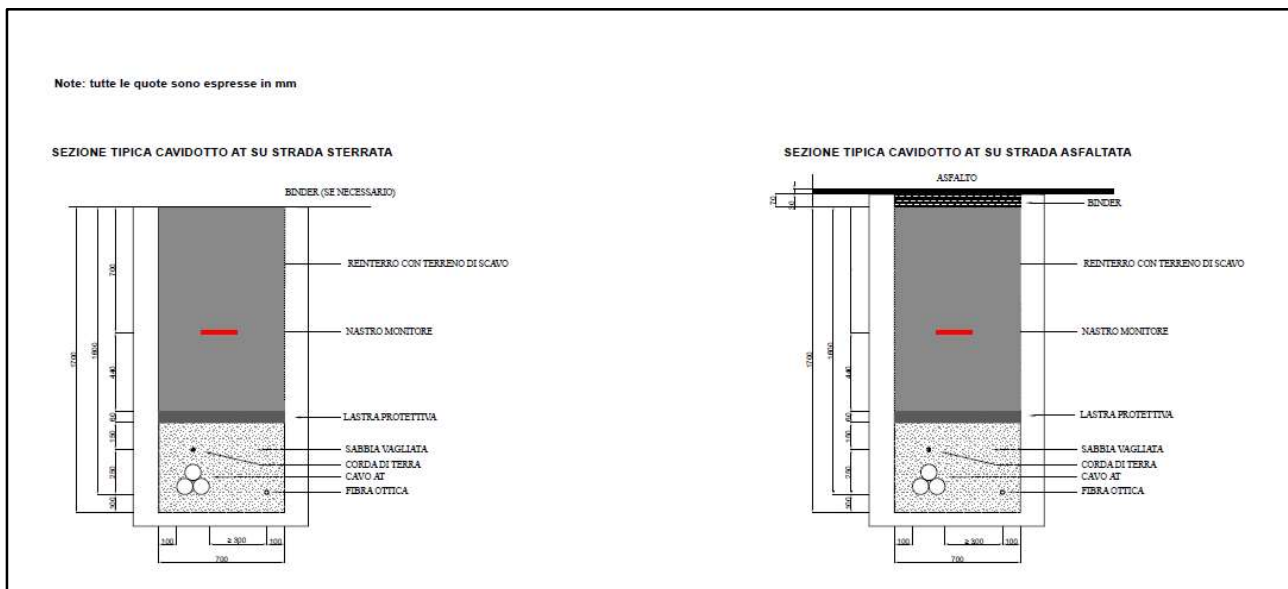 Note: tutte le quote sono espresse in mm
SEZIONE TIPICA CAVIDOTTO AT SU STRADA STERRATA
BINDER (SE NECESSARIO)
REINTERRO CON TERRENO DI SCAVO
NASTRO MONITORE
LASTRA PROTETTIVA
SABBIA VAGLIATA
CORDA DI TERRA
CAVO AT
FIBRA OTTICA
1700
1600
700
440
60
250
100
100
≥ 300
100
700
SEZIONE TIPICA CAVIDOTTO AT SU STRADA ASFALTATA
ASFALTO
BINDER
REINTERRO CON TERRENO DI SCAVO
NASTRO MONITORE
LASTRA PROTETTIVA
SABBIA VAGLIATA
CORDA DI TERRA
CAVO AT
FIBRA OTTICA
70
1700
1600
440
60
250
100
100
≥ 300
100
700